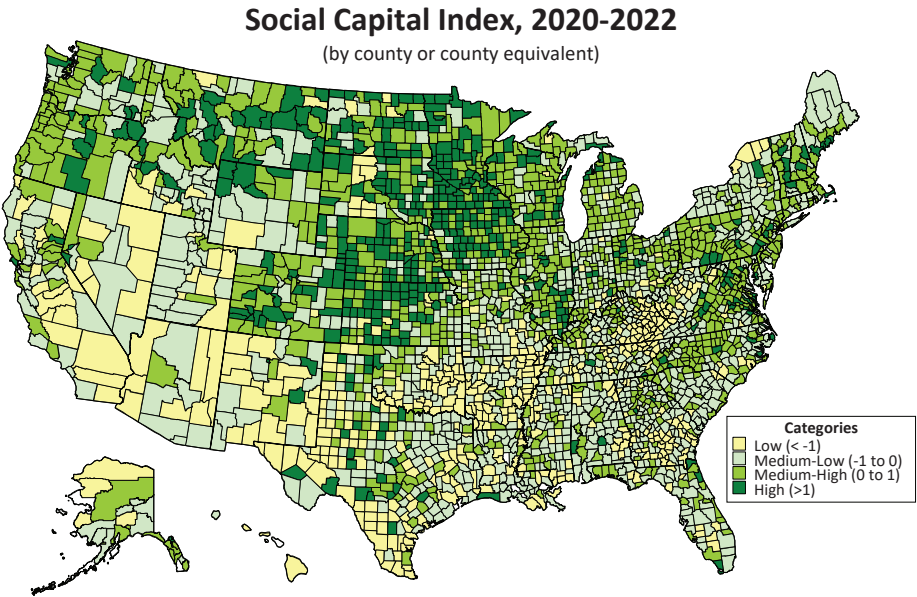 Social Capital Index, 2020-2022
(by county or county equivalent)
Categories
Low (< -1)
Medium-Low (-1 to 0)
Medium-High (0 to 1)
High (>1)